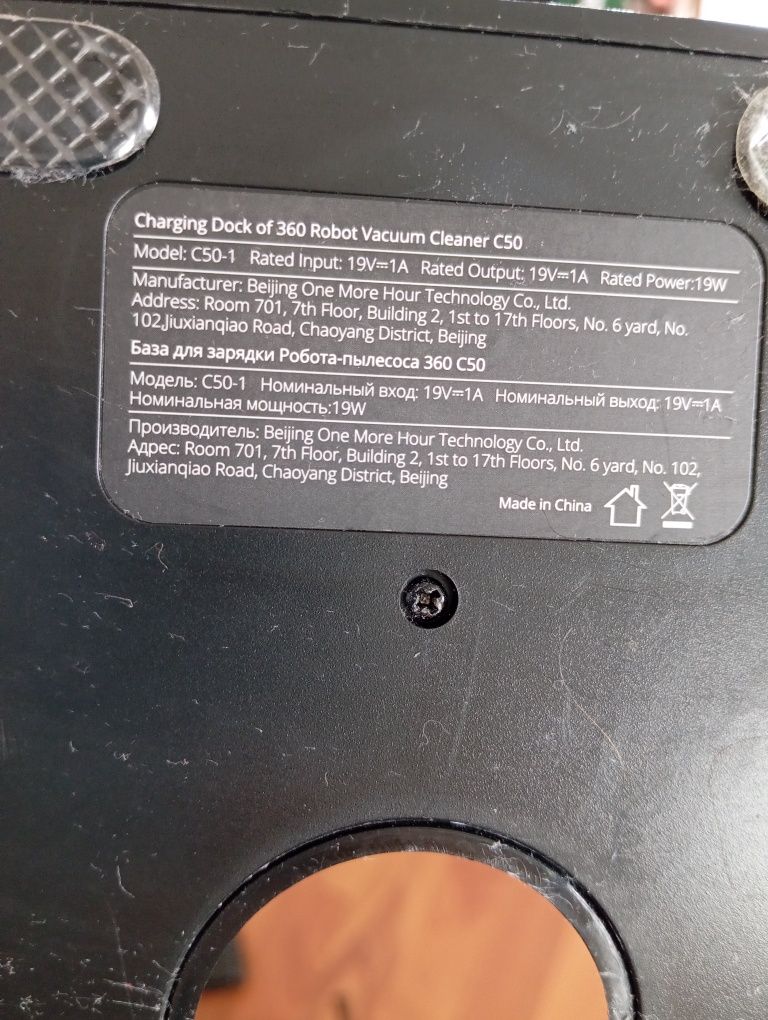 Charging Dock of 360 Robot Vacuum Cleaner C50
Model: C50-1 Rated Input: 19V⎓1A Rated Output: 19V⎓1A Rated Power:19W
Manufacturer: Beijing One More Hour Technology Co., Ltd.
Address: Room 701, 7th Floor, Building 2, 1st to 17th Floors, No. 6 yard, No.
102,Jiuxianqiao Road, Chaoyang District, Beijing
База для зарядки Робота-пылесоса 360 C50
Модель: C50-1 Номинальный вход: 19V⎓1A Номинальный выход: 19V⎓1A
Номинальная мощность:19W
Производитель: Beijing One More Hour Technology Co., Ltd.
Адрес: Room 701, 7th Floor, Building 2, 1st to 17th Floors, No. 6 yard, No. 102,
Jiuxianqiao Road, Chaoyang District, Beijing
Made in China